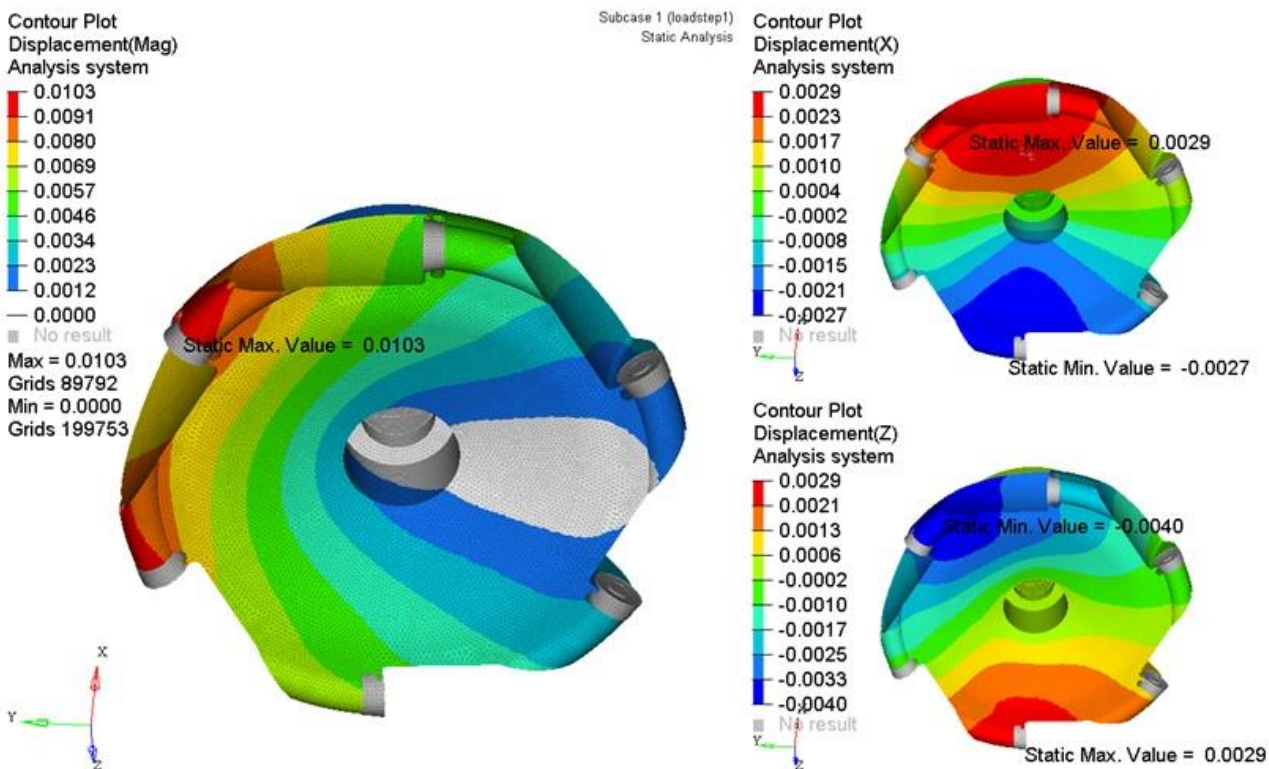 Contour Plot
Displacement(Mag)
Analysis system
0.0103
0.0091
0.0080
0.0069
0.0057
0.0046
0.0034
0.0023
0.0012
0.0000
No result
Max = 0.0103
Grids 89792
Min = 0.0000
Grids 199753
Static Max. Value = 0.0103
X
Y
Z
Subcase 1 (loadstep1)
Static Analysis
Contour Plot
Displacement(X)
Analysis system
0.0029
0.0023
0.0017
0.0010
0.0004
-0.0002
-0.0008
-0.0015
-0.0021
-0.0027
No result
Static Max. Value = 0.0029
Static Min. Value = -0.0027
Y
Z
Contour Plot
Displacement(Z)
Analysis system
0.0029
0.0021
0.0013
0.0006
-0.0002
-0.0010
-0.0017
-0.0025
-0.0033
-0.0040
No result
Static Min. Value = -0.0040
Static Max. Value = 0.0029
Y
Z